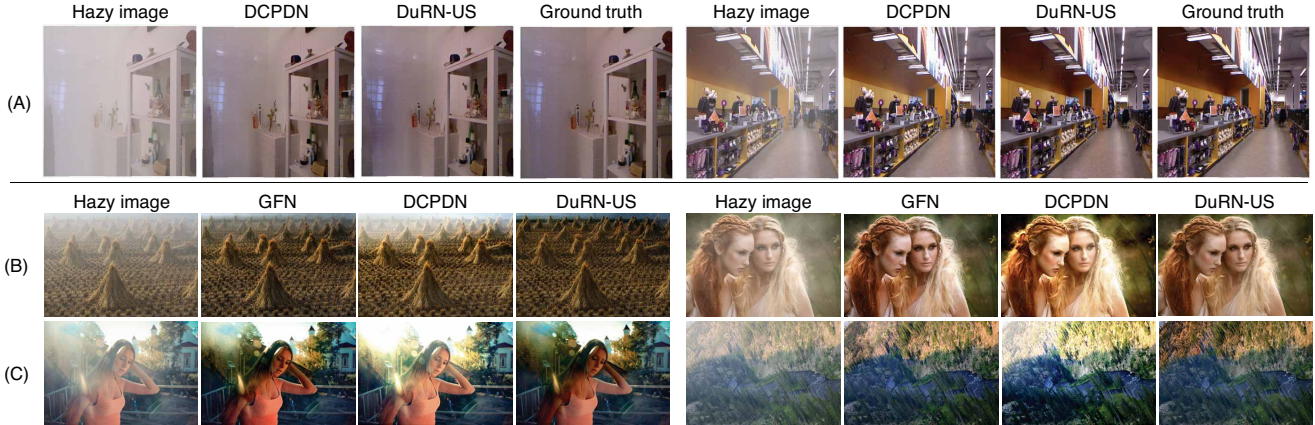 Hazy image DCPDN DuRN-US Ground truth Hazy image DCPDN DuRN-US Ground truth
(A)
Hazy image GFN DCPDN DuRN-US Hazy image GFN DCPDN DuRN-US
(B)
(C)